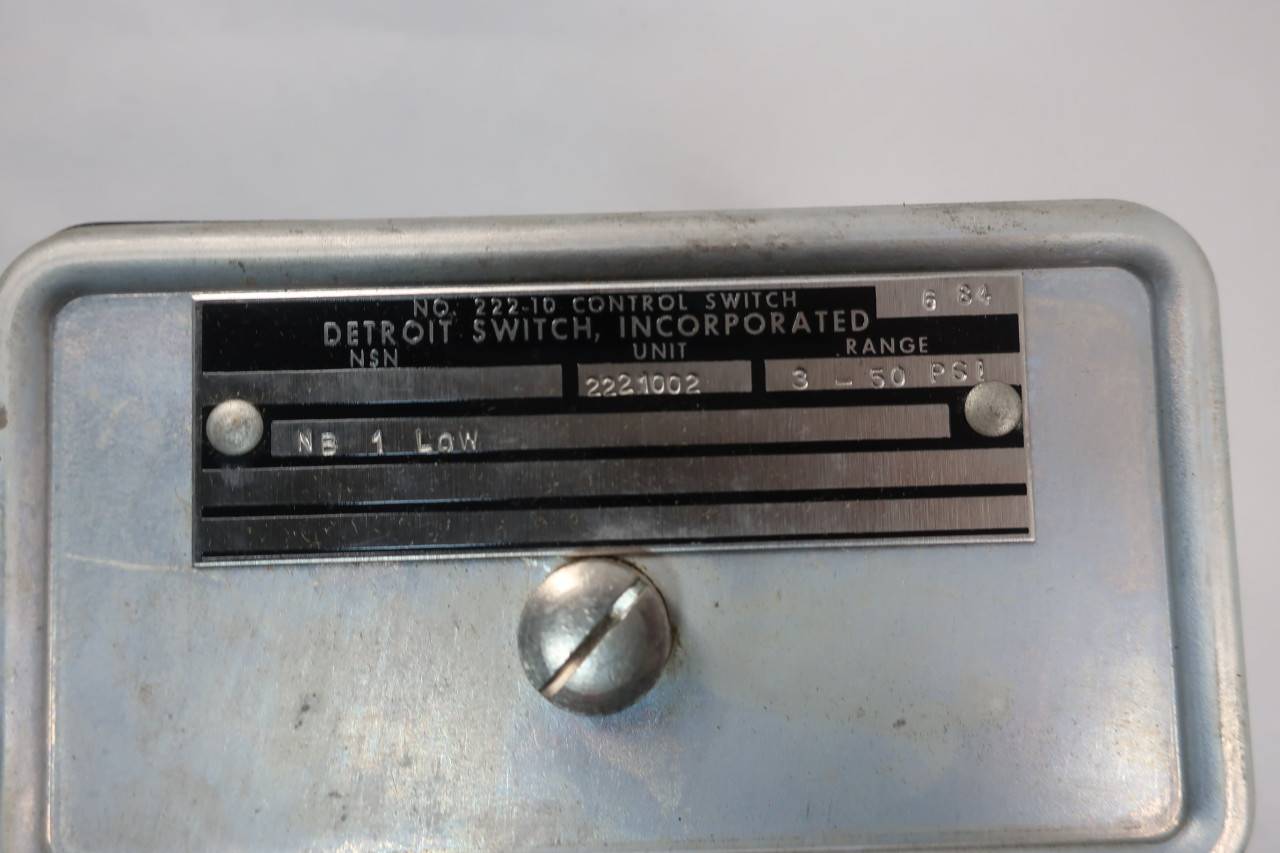 NO. 222-10 CONTROL SWITCH
6 84
DETROIT SWITCH, INCORPORATED
NSN UNIT RANGE
2221002 3 – 50 PSI
NB 1 LOW